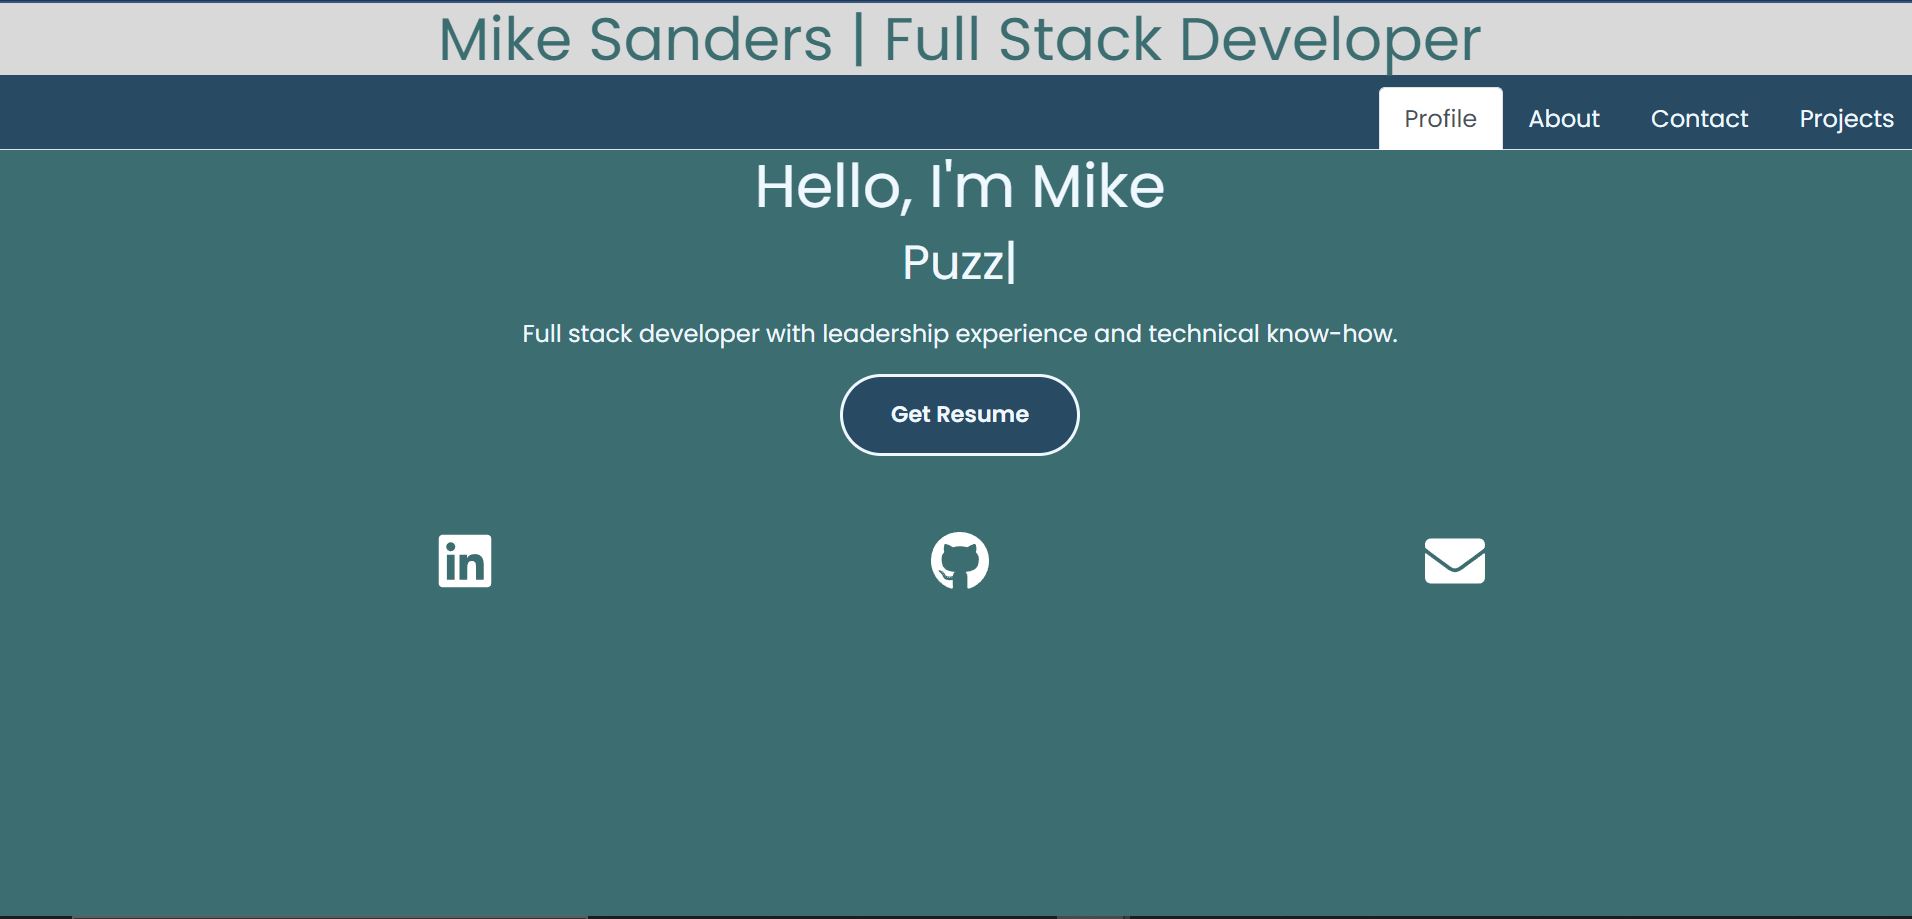 Mike Sanders | Full Stack Developer
Profile About Contact Projects
Hello, I'm Mike
Puzz|
Full stack developer with leadership experience and technical know-how.
Get Resume
in